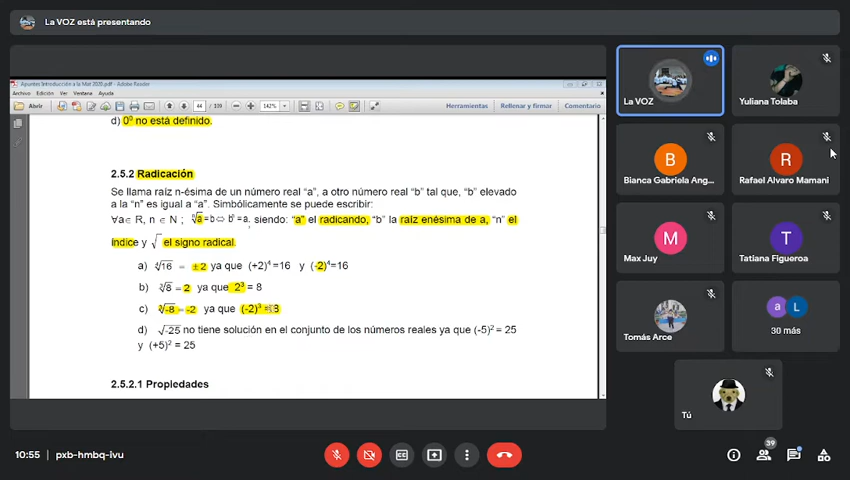 La VOZ está presentando
Apuntes Introducción a la Mat 2020.pdf - Adobe Reader
Archivo Edición Ver Ventana Ayuda
Abrir 44 / 109 142% Herramientas Rellenar y firmar Comentario
d) 0⁰ no está definido.
2.5.2 Radicación
Se llama raíz n-ésima de un número real “a”, a otro número real “b” tal que, “b” elevado
a la “n” es igual a “a”. Simbólicamente se puede escribir:
∀a∈ R, n ∈ N ; ⁿ√a = b ⇔ bⁿ = a, siendo: “a” el radicando, “b” la raíz enésima de a, “n” el
índice y √ el signo radical.
a) ⁴√16 = ±2 ya que (+2)⁴=16 y (-2)⁴=16
b) ³√8 = 2 ya que 2³ = 8
c) ³√-8 = -2 ya que (-2)³ = -8
d) √-25 no tiene solución en el conjunto de los números reales ya que (-5)² = 25
y (+5)² = 25
2.5.2.1 Propiedades
La VOZ
Yuliana Tolaba
B
Bianca Gabriela Ang...
R
Rafael Alvaro Mamani
M
Max Juy
T
Tatiana Figueroa
Tomás Arce
a L
30 más
Tú
10:55 pxb-hmbq-ivu
39